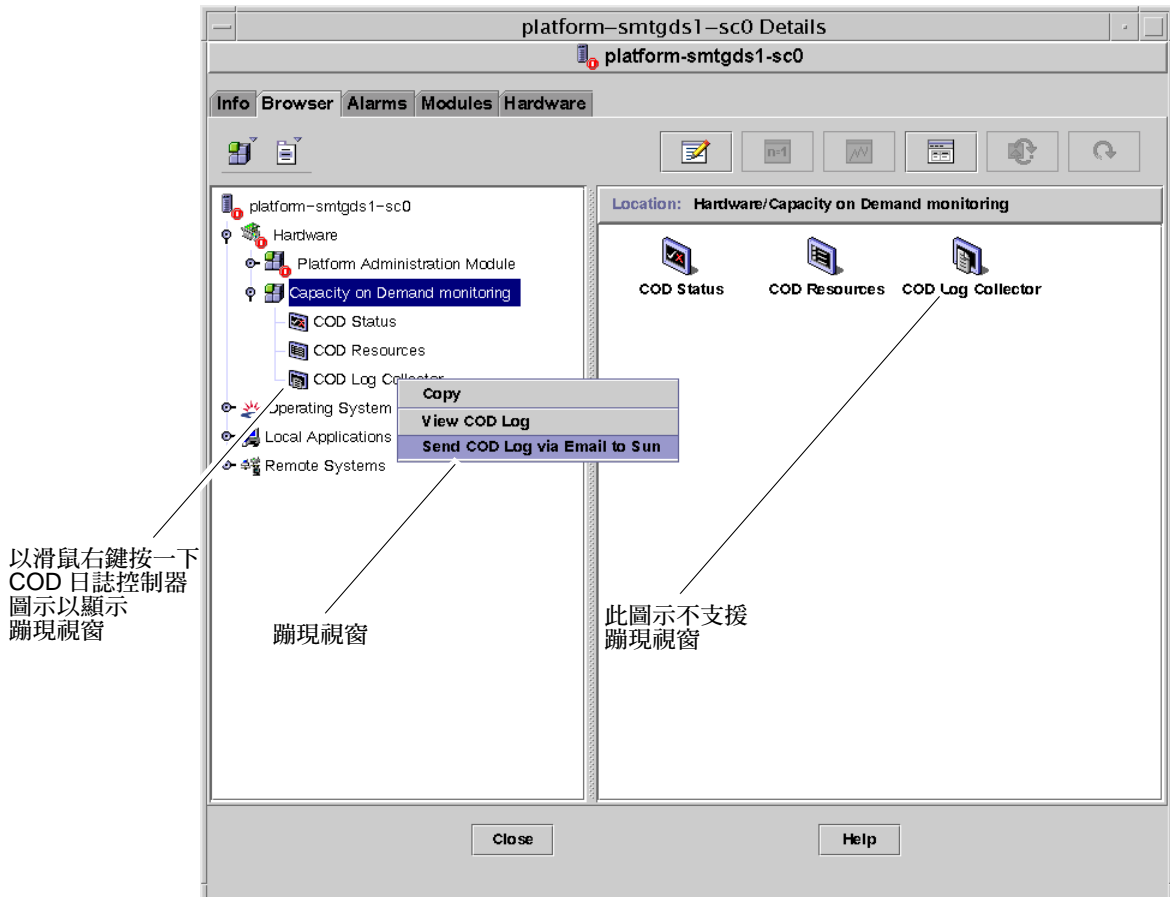 platform–smtgds1–sc0 Details
platform-smtgds1-sc0
Info Browser Alarms Modules Hardware
n=1
platform-smtgds1-sc0
Hardware
Platform Administration Module
Capacity on Demand monitoring
COD Status
COD Resources
COD Log Collector
Operating System
Local Applications
Remote Systems
Copy
View COD Log
Send COD Log via Email to Sun
Location: Hardware/Capacity on Demand monitoring
COD Status COD Resources COD Log Collector
以滑鼠右鍵按一下
COD 日誌控制器
圖示以顯示
蹦現視窗
蹦現視窗
此圖示不支援
蹦現視窗
Close Help